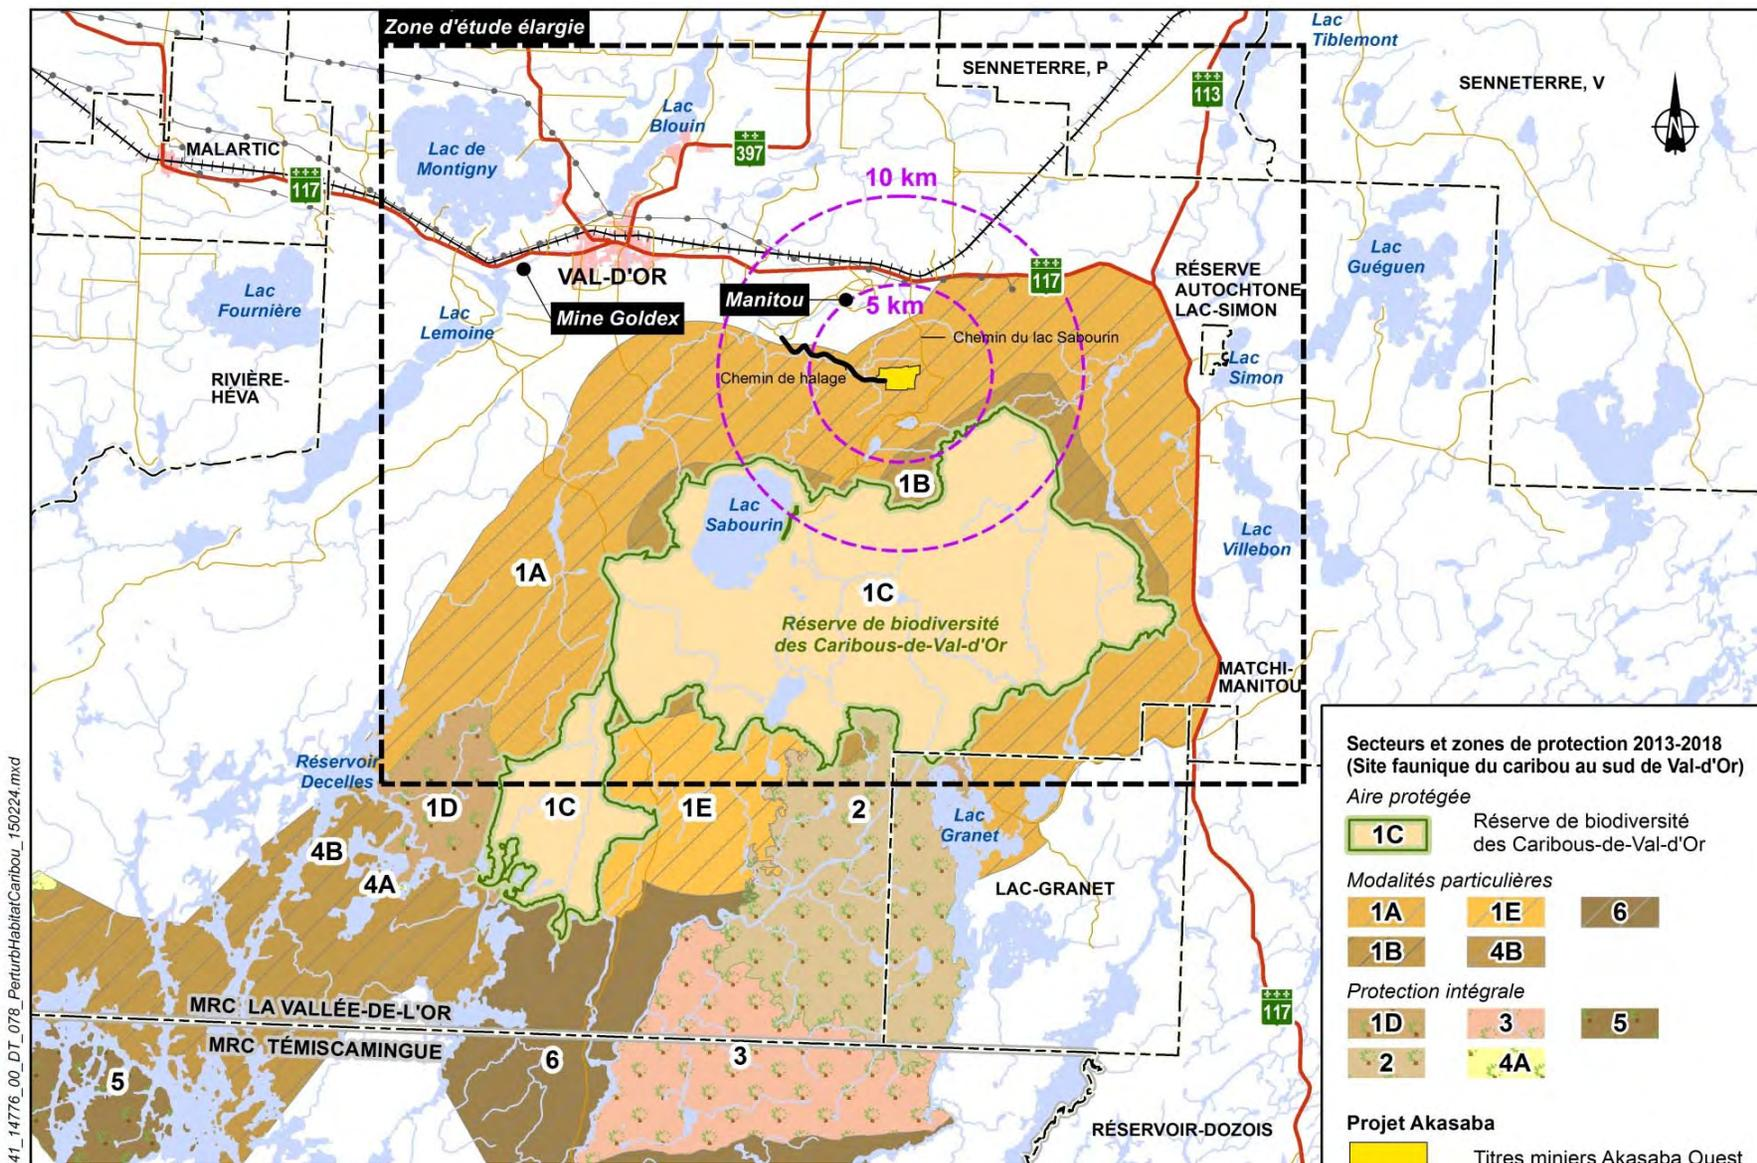 Zone d'étude élargie
Lac
Tiblemont
SENNETERRE, P
SENNETERRE, V
113
N
Lac
Blouin
Lac de
Montigny
397
MALARTIC
117
10 km
VAL-D'OR
Mine Goldex
Manitou
5 km
117
RÉSERVE
AUTOCHTONE
LAC-SIMON
Lac
Guéguen
Lac
Fournière
Lac
Lemoine
Chemin du lac Sabourin
Chemin de halage
Lac
Simon
RIVIÈRE-
HÉVA
1B
Lac
Sabourin
Lac
Villebon
1A
1C
Réserve de biodiversité
des Caribous-de-Val-d'Or
MATCHI-
MANITOU
Réservoir
Decelles
1D
1C
1E
2
Lac
Granet
4B
4A
LAC-GRANET
MRC LA VALLÉE-DE-L'OR
MRC TÉMISCAMINGUE
5
6
3
117
RÉSERVOIR-DOZOIS
41_14776_00_DT_078_PerturbHabitatCaribou_150224.mxd
Secteurs et zones de protection 2013-2018
(Site faunique du caribou au sud de Val-d'Or)
Aire protégée
1C
Réserve de biodiversité
des Caribous-de-Val-d'Or
Modalités particulières
1A 1E 6
1B 4B
Protection intégrale
1D 3 5
2 4A
Projet Akasaba
Titres miniers Akasaba Ouest